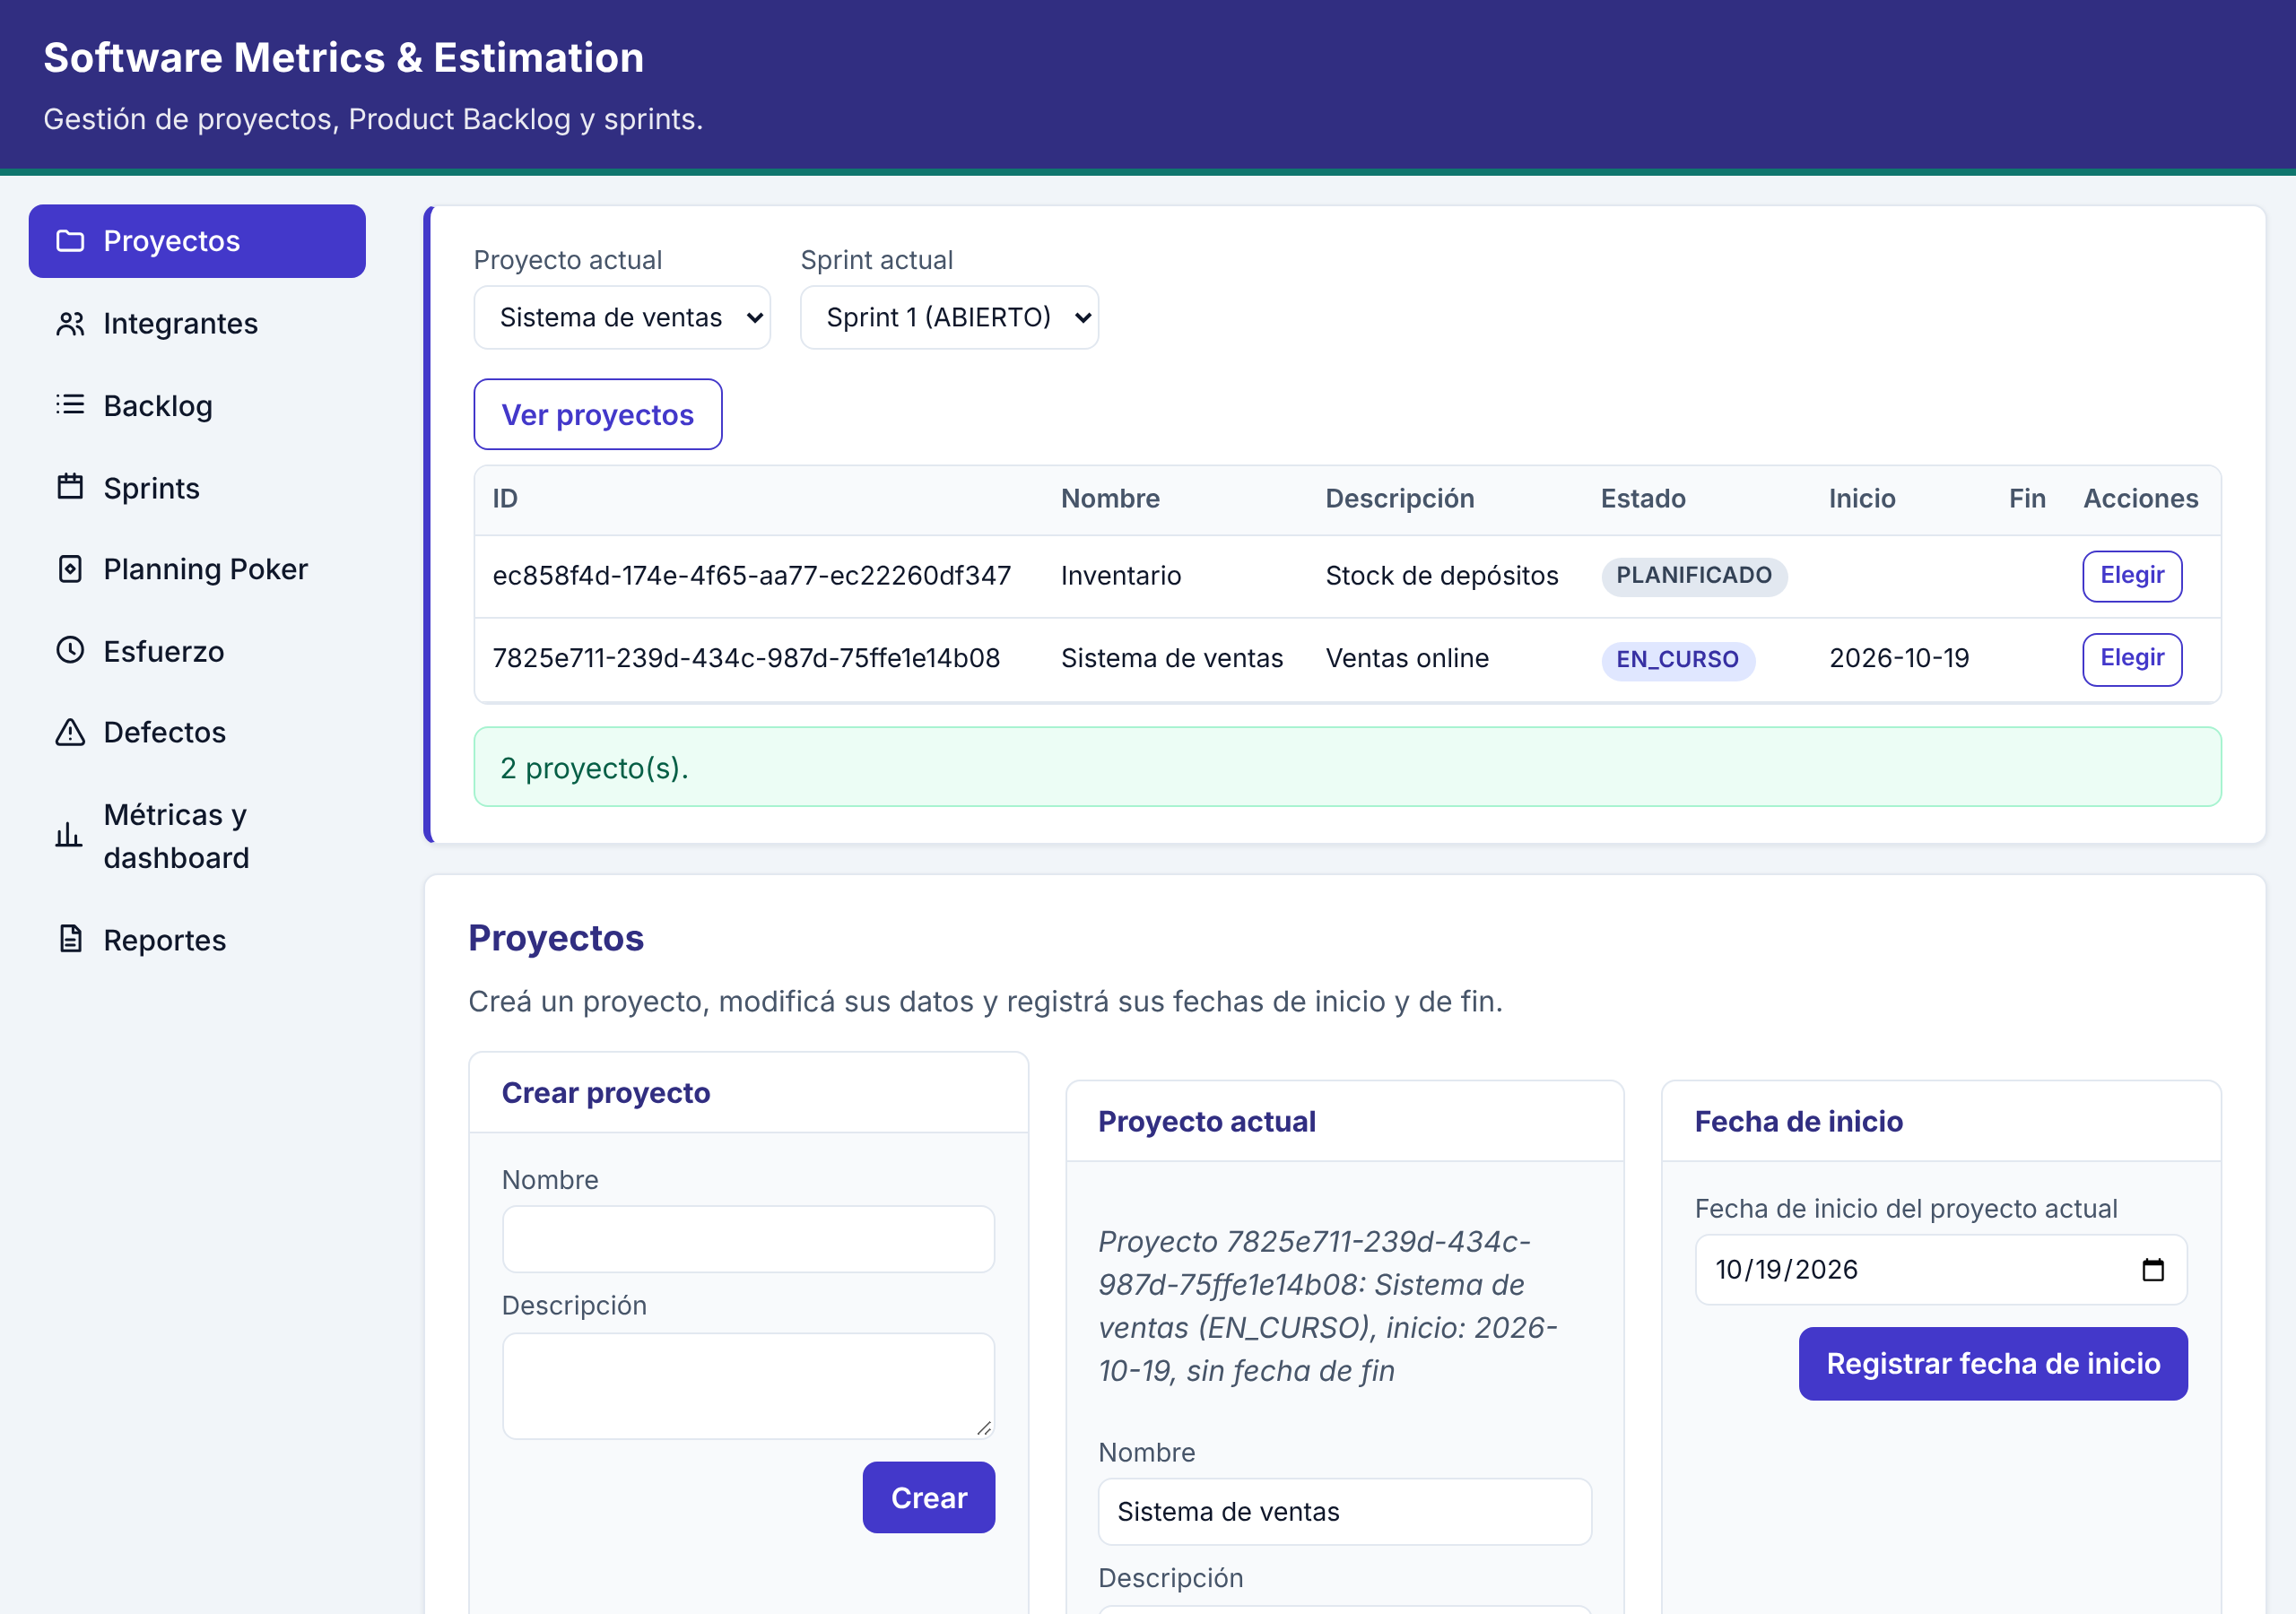 Software Metrics & Estimation
Gestión de proyectos, Product Backlog y sprints.
Proyectos
Integrantes
Backlog
Sprints
Planning Poker
Esfuerzo
Defectos
Métricas y
dashboard
Reportes
Proyecto actual
Sprint actual
Sistema de ventas
Sprint 1 (ABIERTO)
Ver proyectos
ID Nombre Descripción Estado Inicio Fin Acciones
ec858f4d-174e-4f65-aa77-ec22260df347 Inventario Stock de depósitos PLANIFICADO Elegir
7825e711-239d-434c-987d-75ffe1e14b08 Sistema de ventas Ventas online EN_CURSO 2026-10-19 Elegir
2 proyecto(s).
Proyectos
Creá un proyecto, modificá sus datos y registrá sus fechas de inicio y de fin.
Crear proyecto
Nombre
Descripción
Crear
Proyecto actual
Proyecto 7825e711-239d-434c-
987d-75ffe1e14b08: Sistema de
ventas (EN_CURSO), inicio: 2026-
10-19, sin fecha de fin
Nombre
Sistema de ventas
Descripción
Fecha de inicio
Fecha de inicio del proyecto actual
10/19/2026
Registrar fecha de inicio